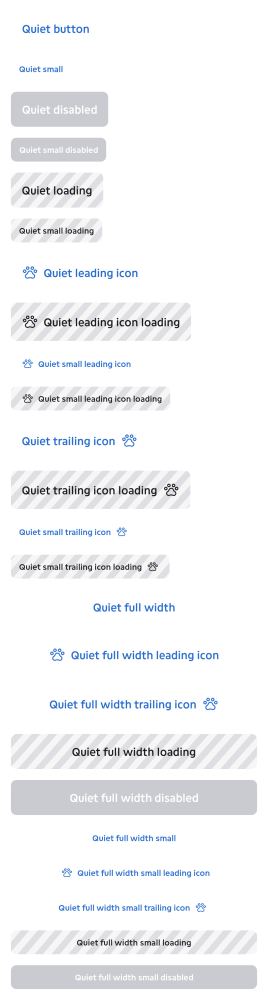 Quiet button
Quiet small
Quiet disabled
Quiet small disabled
Quiet loading
Quiet small loading
Quiet leading icon
Quiet leading icon loading
Quiet small leading icon
Quiet small leading icon loading
Quiet trailing icon
Quiet trailing icon loading
Quiet small trailing icon
Quiet small trailing icon loading
Quiet full width
Quiet full width leading icon
Quiet full width trailing icon
Quiet full width loading
Quiet full width disabled
Quiet full width small
Quiet full width small leading icon
Quiet full width small trailing icon
Quiet full width small loading
Quiet full width small disabled